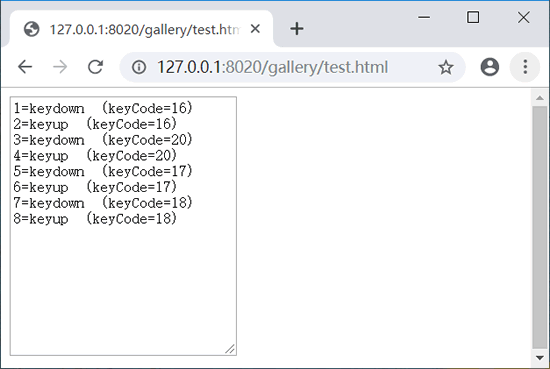 127.0.0.1:8020/gallery/test.htm
127.0.0.1:8020/gallery/test.html
1=keydown (keyCode=16)
2=keyup (keyCode=16)
3=keydown (keyCode=20)
4=keyup (keyCode=20)
5=keydown (keyCode=17)
6=keyup (keyCode=17)
7=keydown (keyCode=18)
8=keyup (keyCode=18)